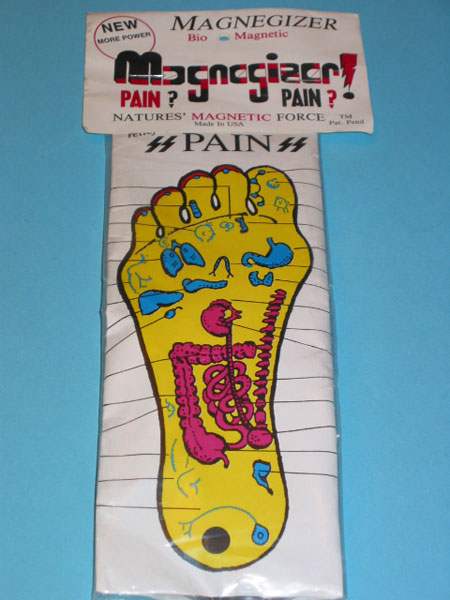 NEW
MORE POWER
MAGNEGIZER
Bio Magnetic
Magnegizer!
PAIN ? PAIN ?
NATURES' MAGNETIC FORCE TM
Made In USA Pat. Pend
PAIN